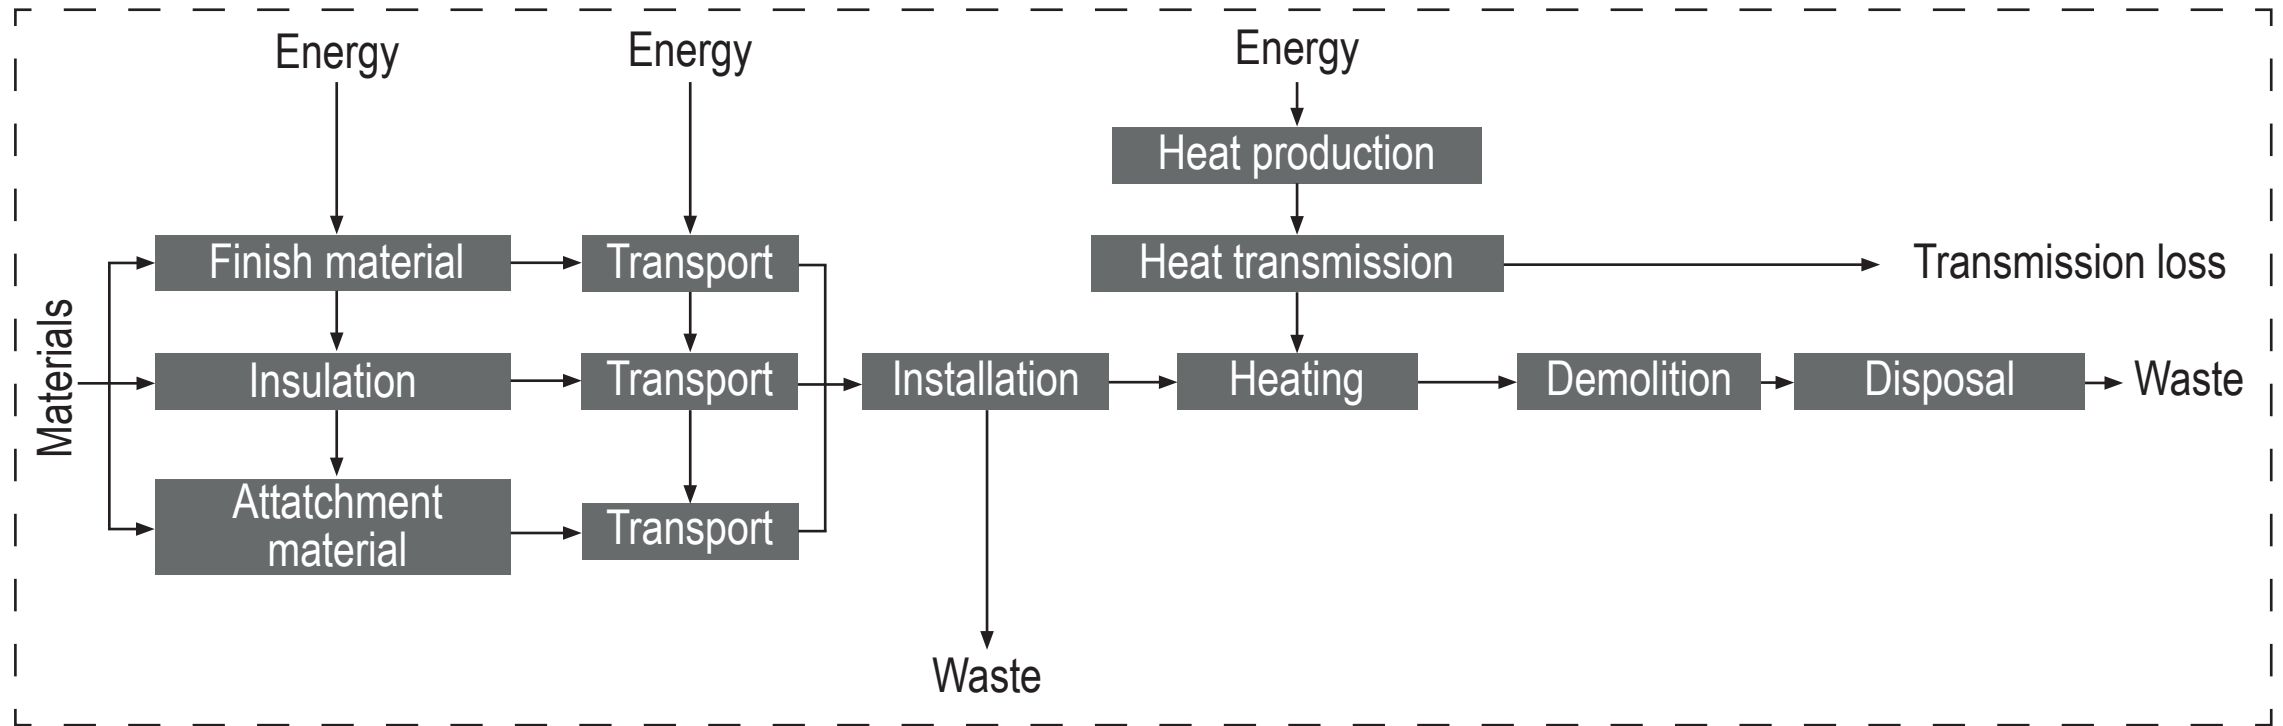 Energy
Energy
Energy
Heat production
Finish material
Transport
Heat transmission
Transmission loss
Materials
Insulation
Transport
Installation
Heating
Demolition
Disposal
Waste
Attatchment
material
Transport
Waste